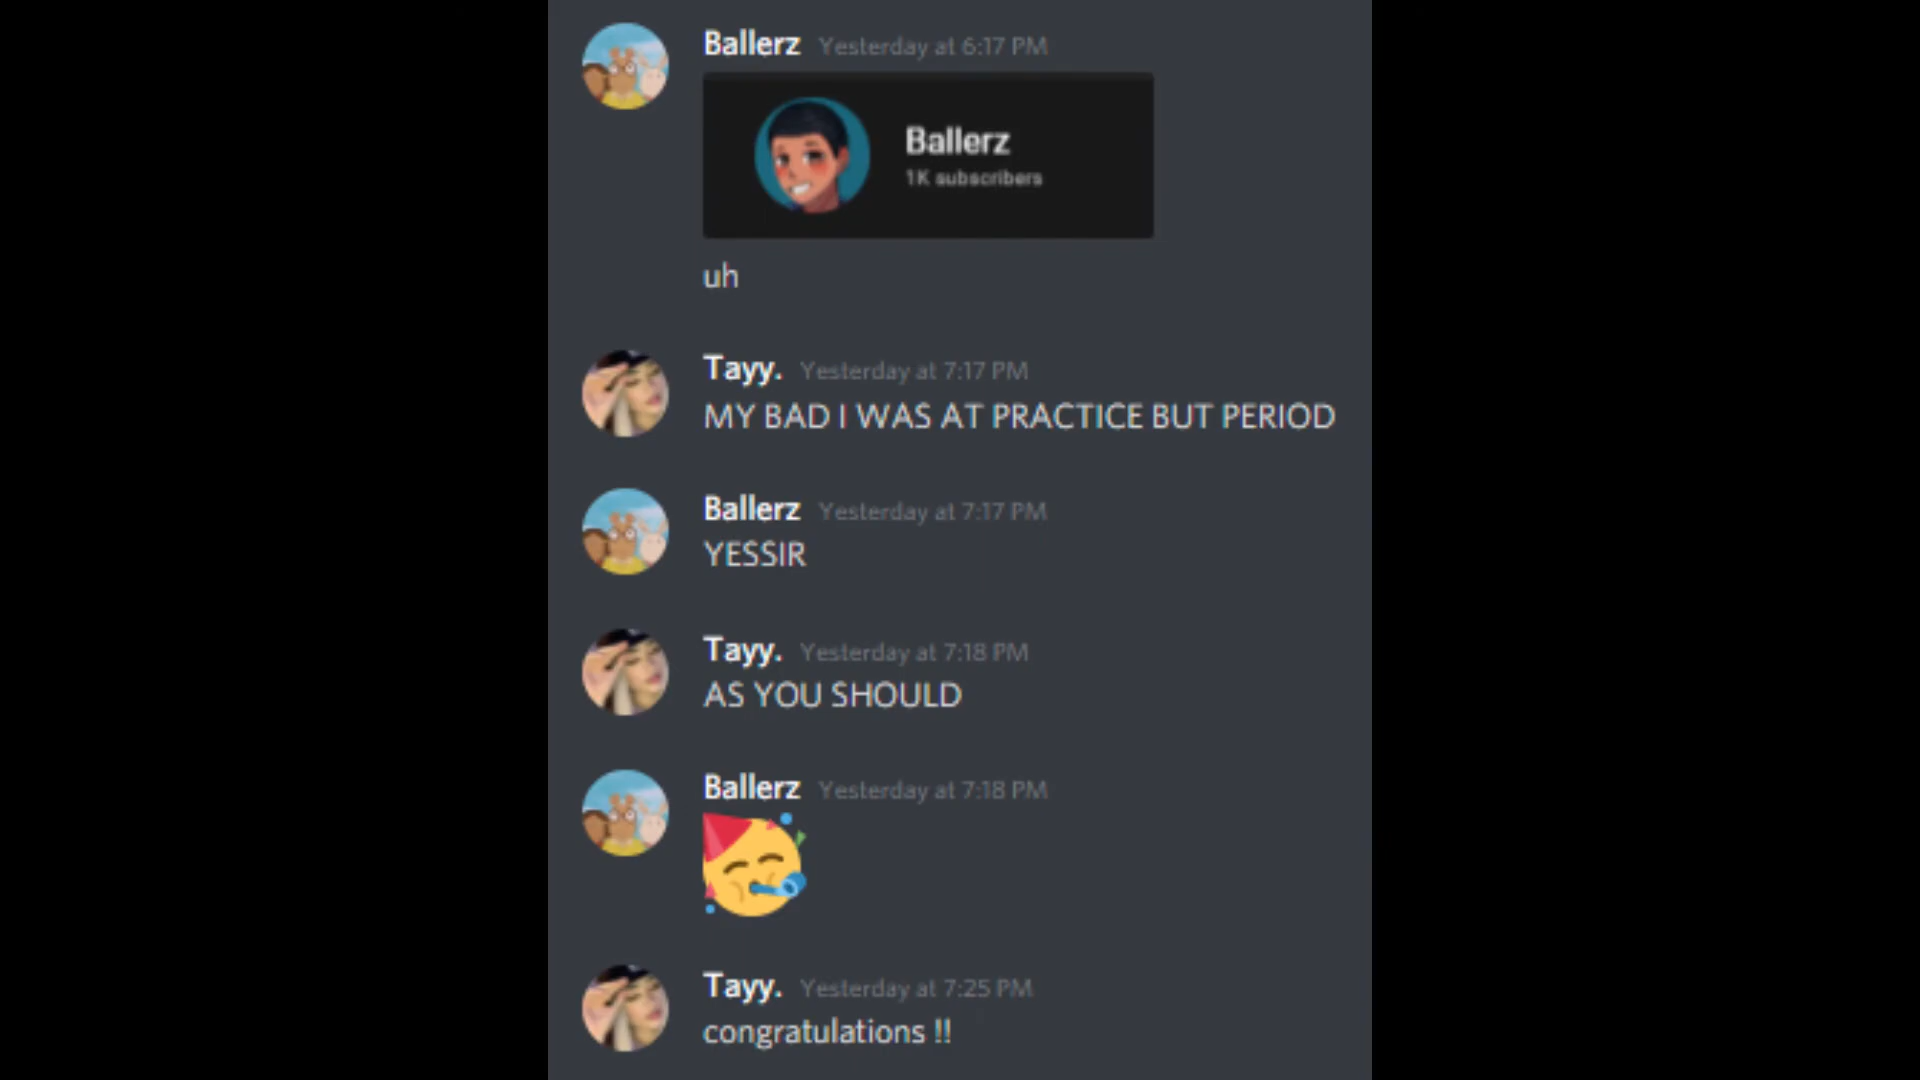 Ballerz Yesterday at 6:17 PM
Ballerz
1K subscribers
uh
Tayy. Yesterday at 7:17 PM
MY BAD I WAS AT PRACTICE BUT PERIOD
Ballerz Yesterday at 7:17 PM
YESSIR
Tayy. Yesterday at 7:18 PM
AS YOU SHOULD
Ballerz Yesterday at 7:18 PM
Tayy. Yesterday at 7:25 PM
congratulations !!